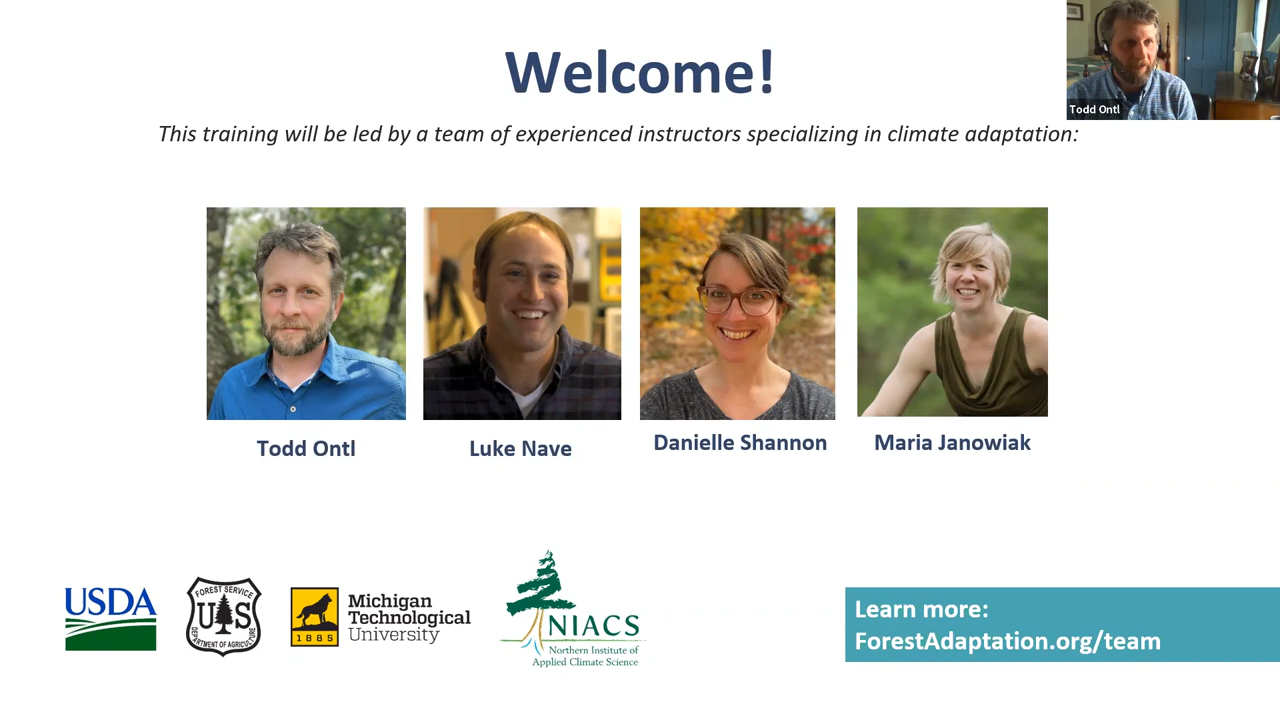 Welcome!
Todd Ontl
This training will be led by a team of experienced instructors specializing in climate adaptation:
Todd Ontl
Luke Nave
Danielle Shannon
Maria Janowiak
USDA
FOREST SERVICE
U S
DEPARTMENT OF AGRICULTURE
1885
Michigan
Technological
University
NIACS
Northern Institute of
Applied Climate Science
Learn more:
ForestAdaptation.org/team